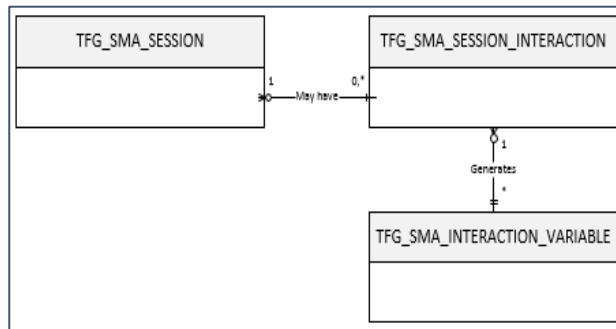 TFG_SMA_SESSION
TFG_SMA_SESSION_INTERACTION
1
May have
0,*
1
Generates
*
TFG_SMA_INTERACTION_VARIABLE